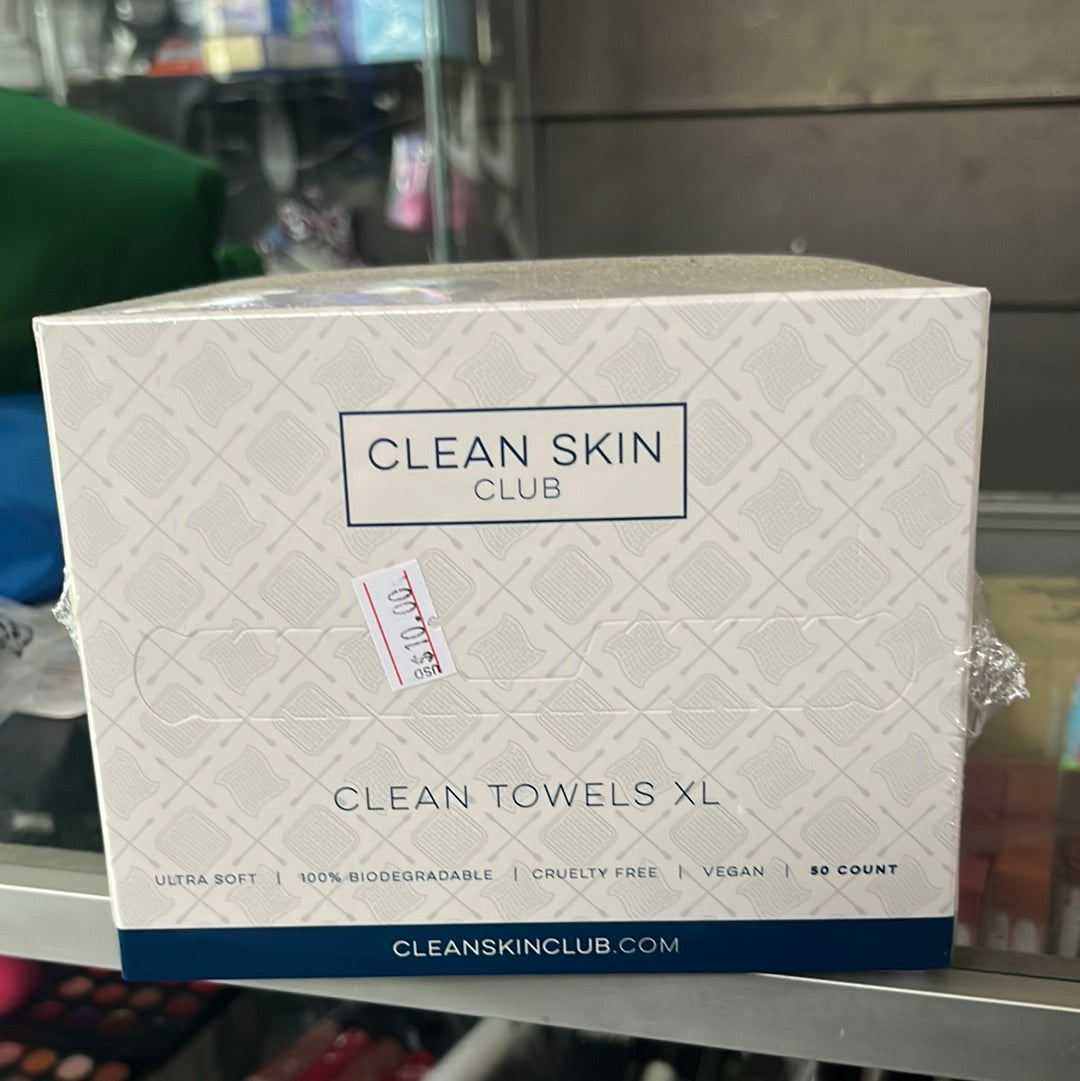 CLEAN SKIN
CLUB
USD
$10.00
CLEAN TOWELS XL
ULTRA SOFT | 100% BIODEGRADABLE | CRUELTY FREE | VEGAN | 50 COUNT
CLEANSKINCLUB.COM